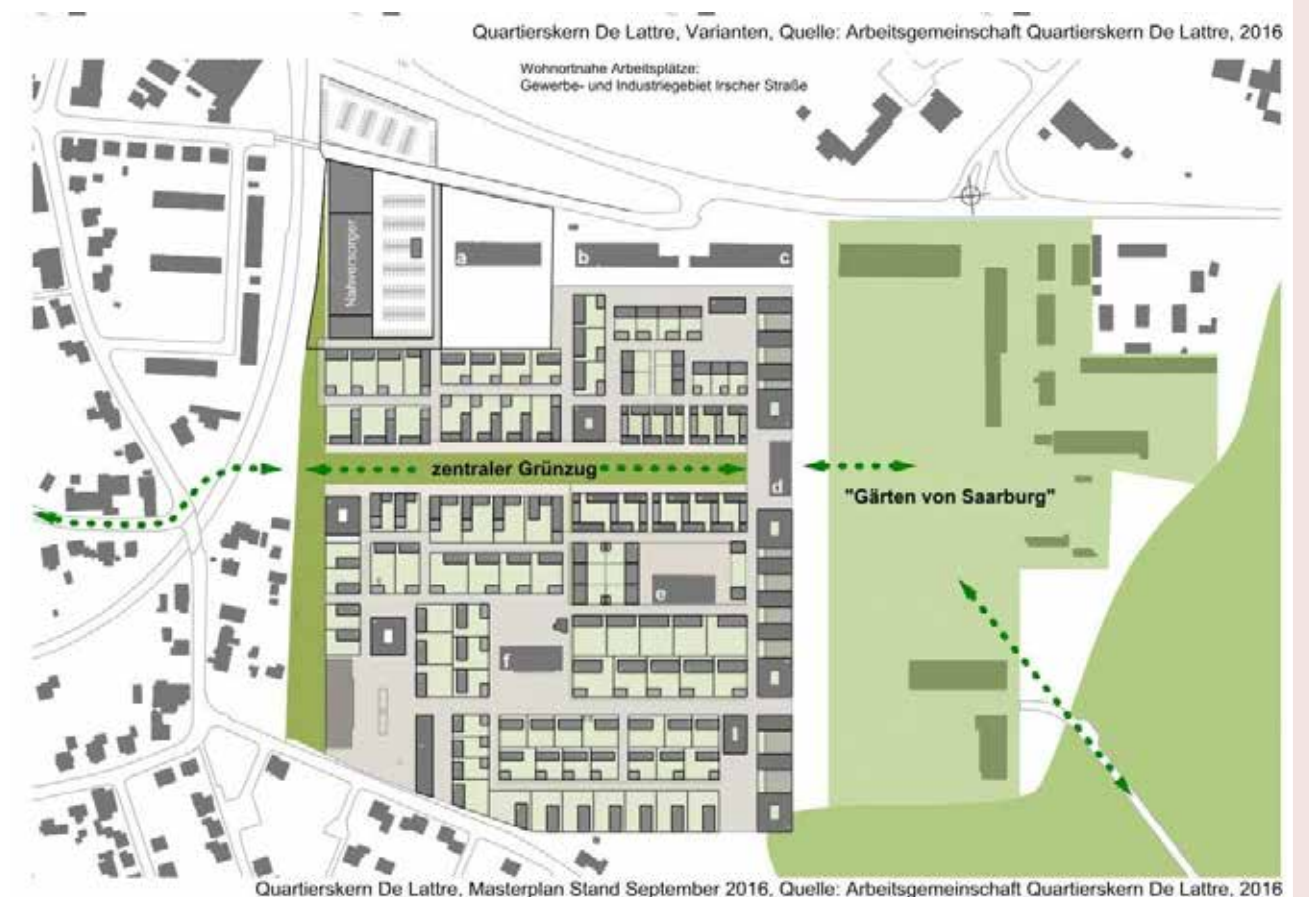 Quartierskern De Lattre, Varianten, Quelle: Arbeitsgemeinschaft Quartierskern De Lattre, 2016
Wohnortnahe Arbeitsplätze:
Gewerbe- und Industriegebiet Irscher Straße
Nahversorger
a
b
c
zentraler Grünzug
d
"Gärten von Saarburg"
e
f
Quartierskern De Lattre, Masterplan Stand September 2016, Quelle: Arbeitsgemeinschaft Quartierskern De Lattre, 2016